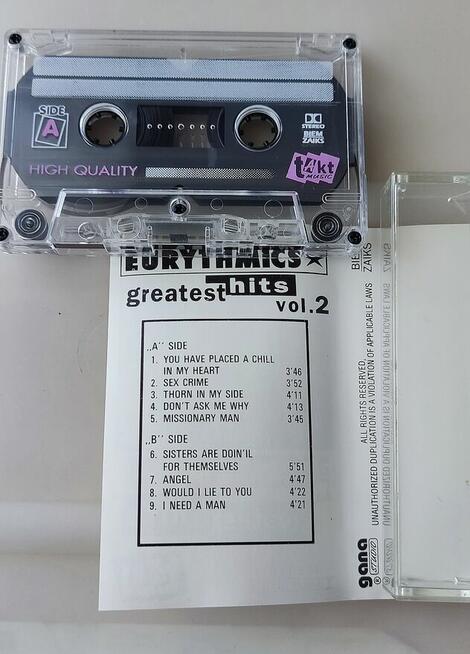 SIDE
A
DOLBY STEREO
BIEM
ZAIKS
HIGH QUALITY
tAkt
MUSIC
EURYTHMICS
greatest hits
vol.2
„A" SIDE
1. YOU HAVE PLACED A CHILL
IN MY HEART 3'46
2. SEX CRIME 3'52
3. THORN IN MY SIDE 4'11
4. DON'T ASK ME WHY 4'13
5. MISSIONARY MAN 3'45
„B" SIDE
6. SISTERS ARE DOIN'IL
FOR THEMSELVES 5'51
7. ANGEL 4'47
8. WOULD I LIE TO YOU 4'22
9. I NEED A MAN 4'21
BIEM
ZAIKS
ALL RIGHTS RESERVED,
UNAUTHORIZED DUPLICATION IS A VIOLATION OF APPLICABLE LAWS
gana
STUDIO